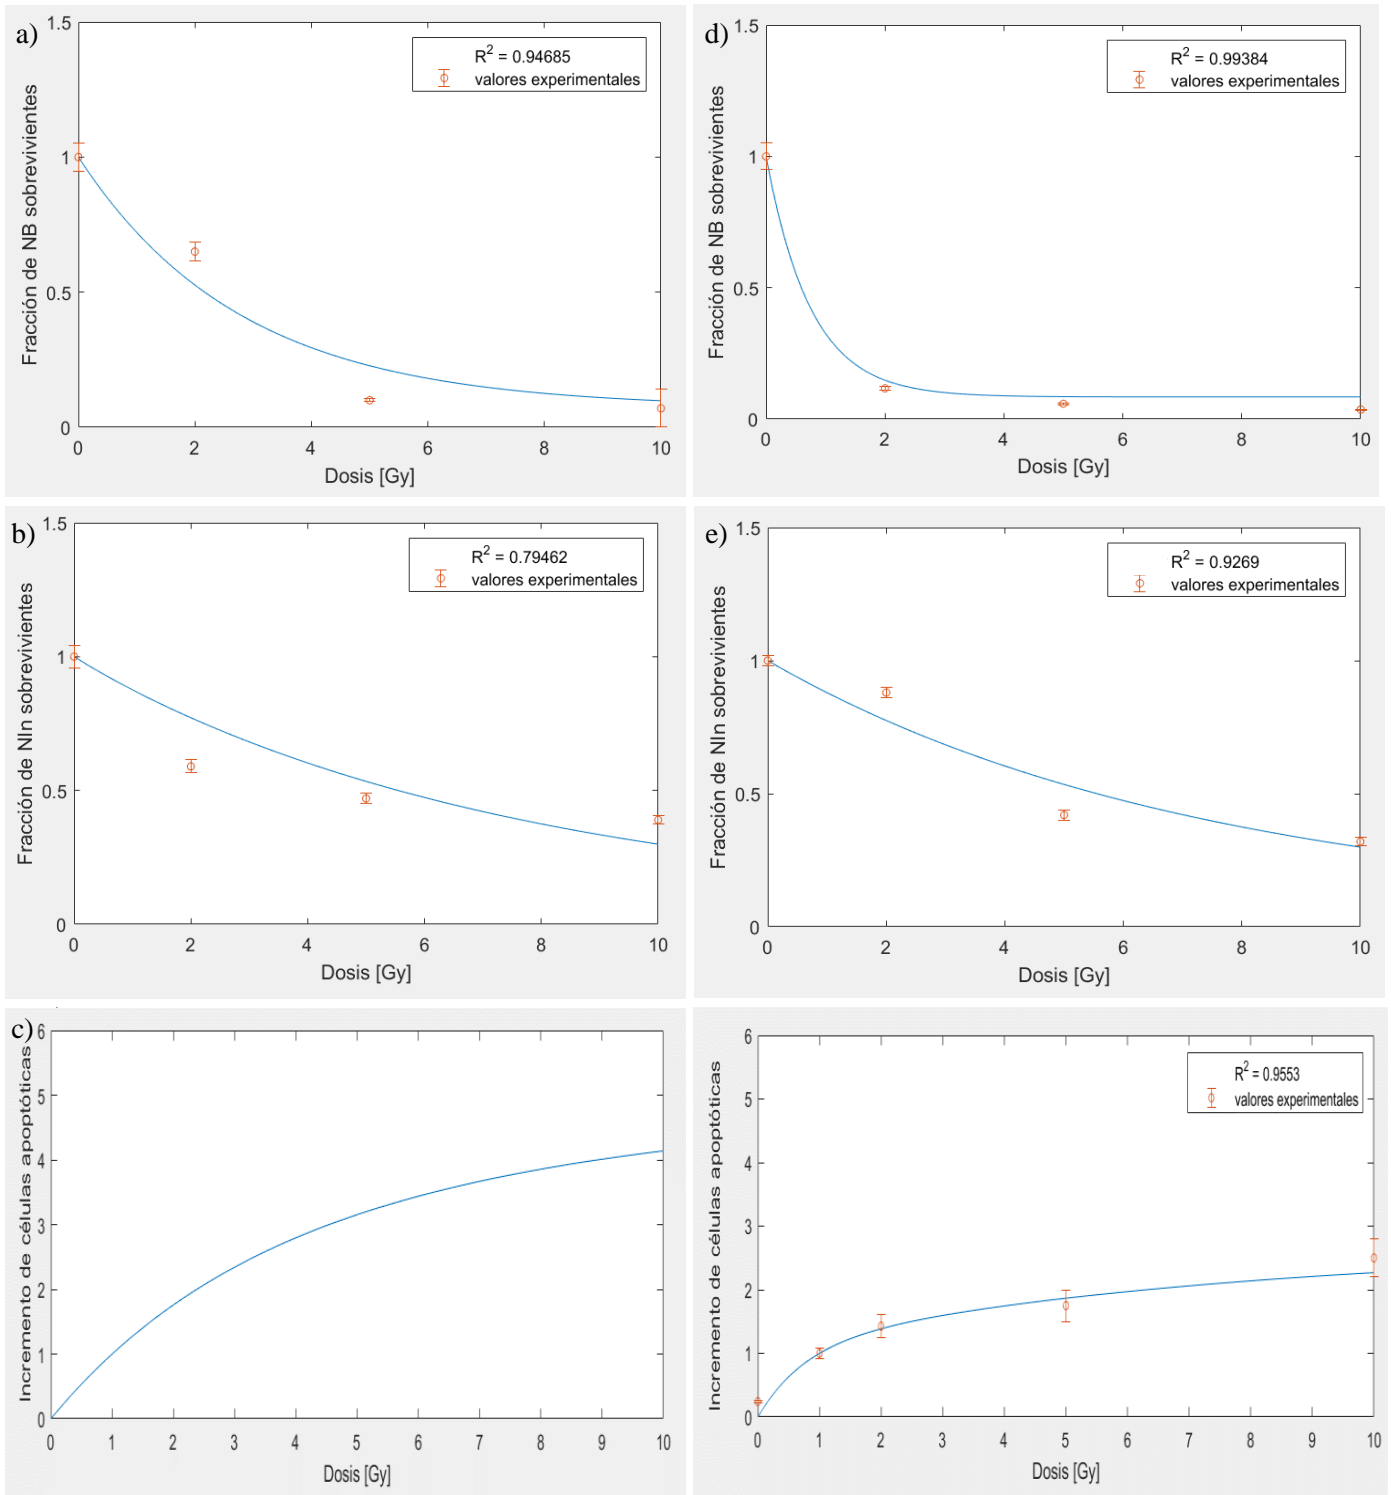 a)
1.5
1
0.5
0
Fracción de NB sobrevivientes
R2 = 0.94685
valores experimentales
0 2 4 6 8 10
Dosis [Gy]
d)
1.5
1
0.5
0
Fracción de NB sobrevivientes
R2 = 0.99384
valores experimentales
0 2 4 6 8 10
Dosis [Gy]
b)
1.5
1
0.5
0
Fracción de NIn sobrevivientes
R2 = 0.79462
valores experimentales
0 2 4 6 8 10
Dosis [Gy]
e)
1.5
1
0.5
0
Fracción de NIn sobrevivientes
R2 = 0.9269
valores experimentales
0 2 4 6 8 10
Dosis [Gy]
c)
6
5
4
3
2
1
0
Incremento de células apoptóticas
0 1 2 3 4 5 6 7 8 9 10
Dosis [Gy]
6
5
4
3
2
1
0
Incremento de células apoptóticas
R2 = 0.9553
valores experimentales
0 1 2 3 4 5 6 7 8 9 10
Dosis [Gy]